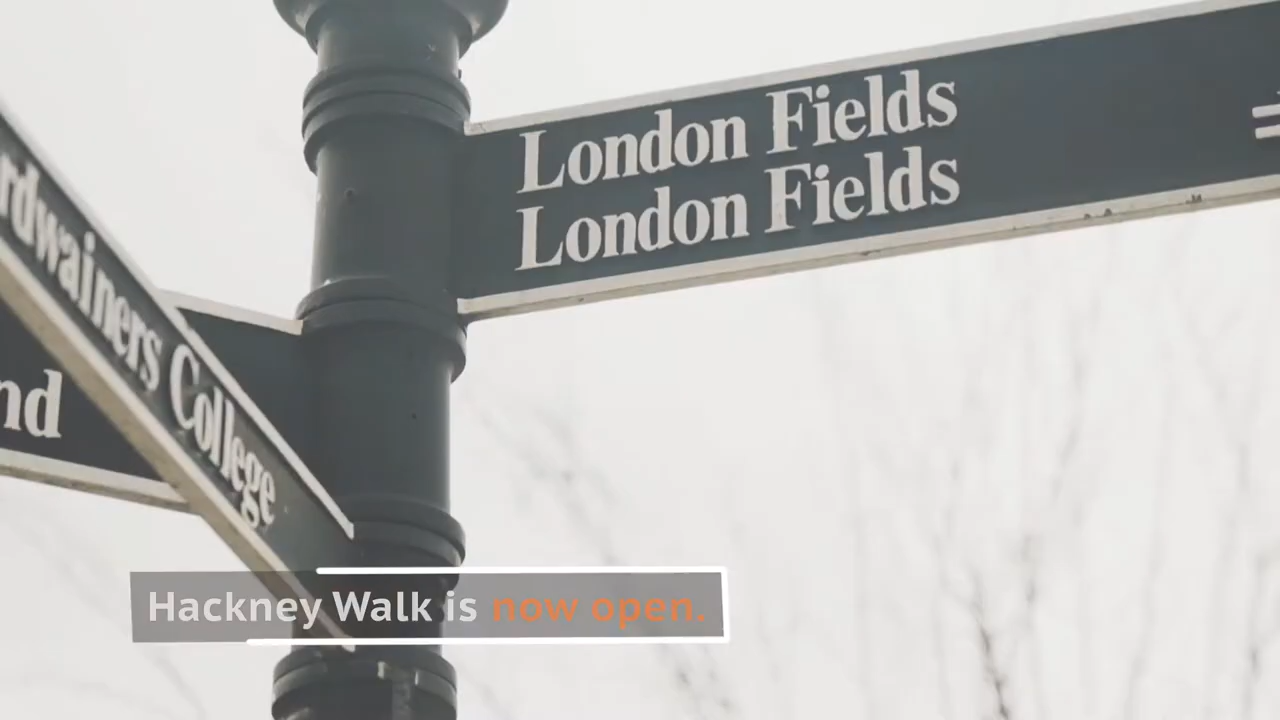 London Fields
London Fields
rdwainers College
nd
Hackney Walk is now open.